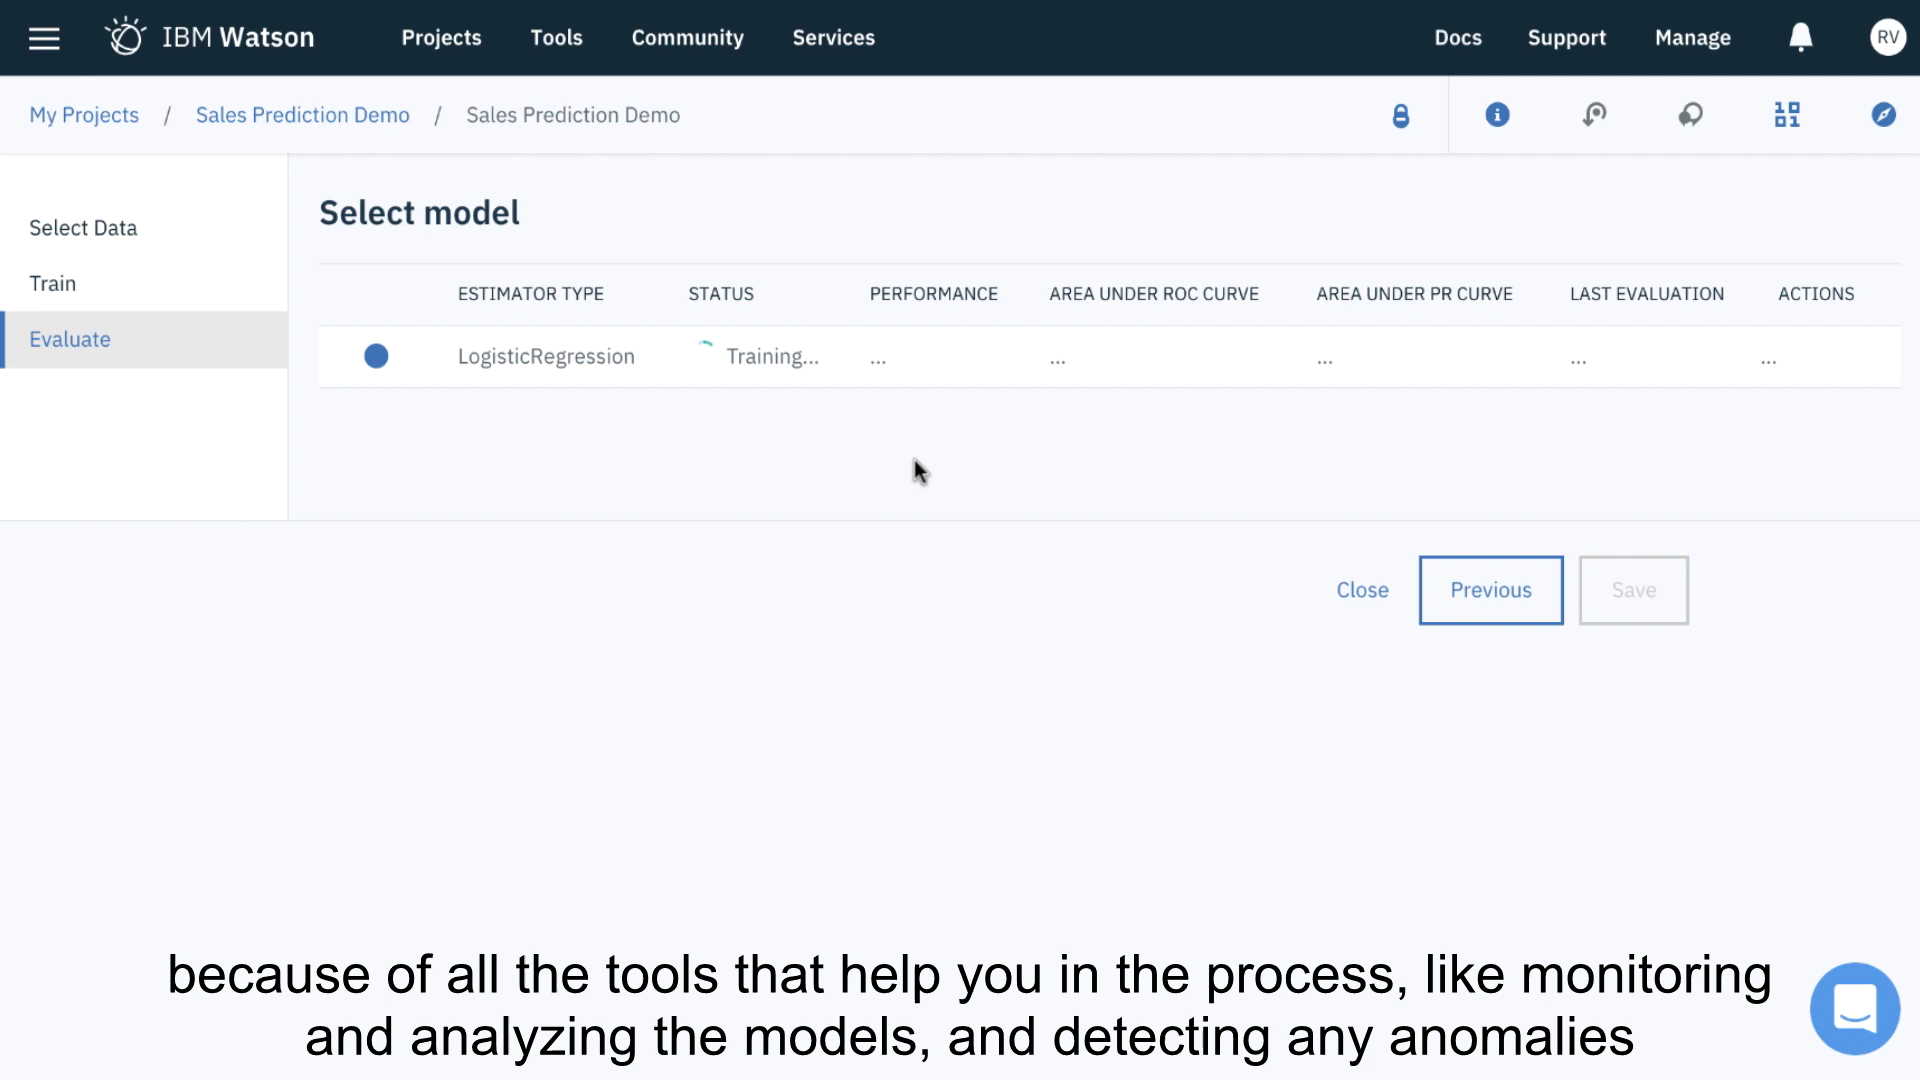 IBM Watson Projects Tools Community Services Docs Support Manage RV
My Projects / Sales Prediction Demo / Sales Prediction Demo
Select Data
Train
Evaluate
Select model
ESTIMATOR TYPE STATUS PERFORMANCE AREA UNDER ROC CURVE AREA UNDER PR CURVE LAST EVALUATION ACTIONS
LogisticRegression Training... ... ... ... ... ...
Close Previous Save
because of all the tools that help you in the process, like monitoring
and analyzing the models, and detecting any anomalies